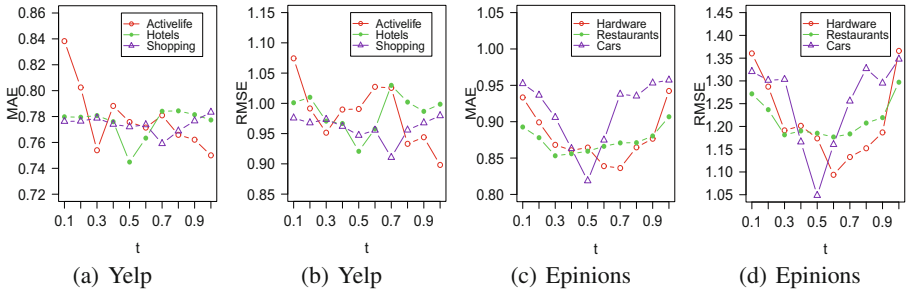 0.86
0.84
0.82
0.80
0.78
0.76
0.74
0.72
MAE
Activelife
Hotels
Shopping
0.1 0.3 0.5 0.7 0.9
t
(a) Yelp
1.15
1.10
1.05
1.00
0.95
0.90
0.85
RMSE
Activelife
Hotels
Shopping
0.1 0.3 0.5 0.7 0.9
t
(b) Yelp
1.05
1.00
0.95
0.90
0.85
0.80
MAE
Hardware
Restaurants
Cars
0.1 0.3 0.5 0.7 0.9
t
(c) Epinions
1.45
1.40
1.35
1.30
1.25
1.20
1.15
1.10
1.05
RMSE
Hardware
Restaurants
Cars
0.1 0.3 0.5 0.7 0.9
t
(d) Epinions